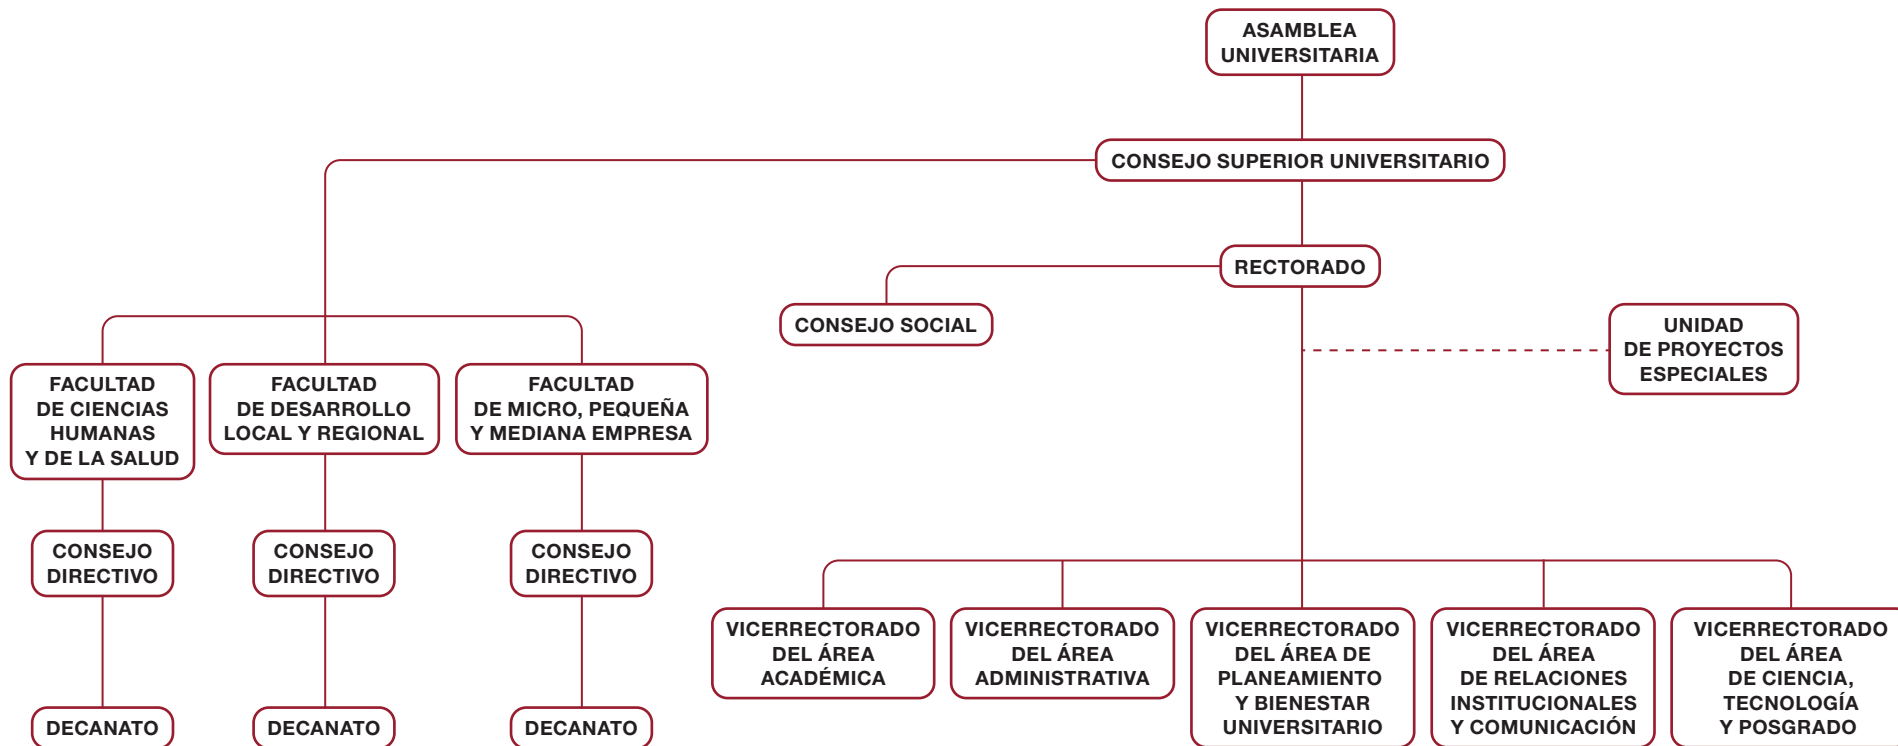 ASAMBLEA
UNIVERSITARIA
CONSEJO SUPERIOR UNIVERSITARIO
RECTORADO
CONSEJO SOCIAL
UNIDAD
DE PROYECTOS
ESPECIALES
FACULTAD
DE CIENCIAS
HUMANAS
Y DE LA SALUD
FACULTAD
DE DESARROLLO
LOCAL Y REGIONAL
FACULTAD
DE MICRO, PEQUEÑA
Y MEDIANA EMPRESA
CONSEJO
DIRECTIVO
CONSEJO
DIRECTIVO
CONSEJO
DIRECTIVO
DECANATO
DECANATO
DECANATO
VICERRECTORADO
DEL ÁREA
ACADÉMICA
VICERRECTORADO
DEL ÁREA
ADMINISTRATIVA
VICERRECTORADO
DEL ÁREA DE
PLANEAMIENTO
Y BIENESTAR
UNIVERSITARIO
VICERRECTORADO
DEL ÁREA
DE RELACIONES
INSTITUCIONALES
Y COMUNICACIÓN
VICERRECTORADO
DEL ÁREA
DE CIENCIA,
TECNOLOGÍA
Y POSGRADO